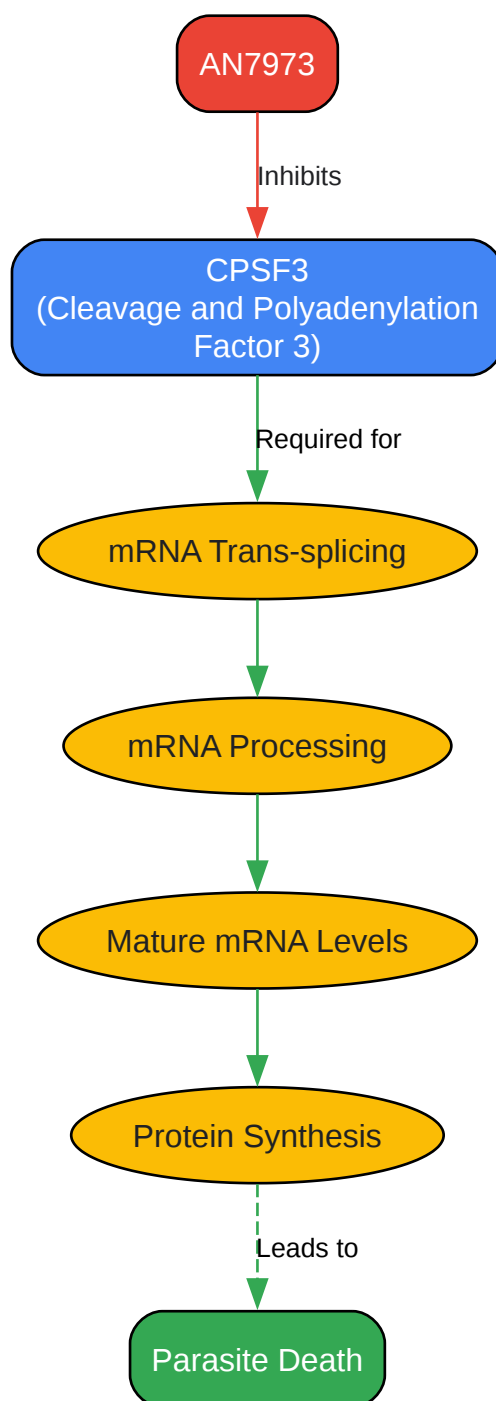 AN7973
Inhibits
CPSF3
(Cleavage and Polyadenylation
Factor 3)
Required for
mRNA Trans-splicing
mRNA Processing
Mature mRNA Levels
Protein Synthesis
Leads to
Parasite Death